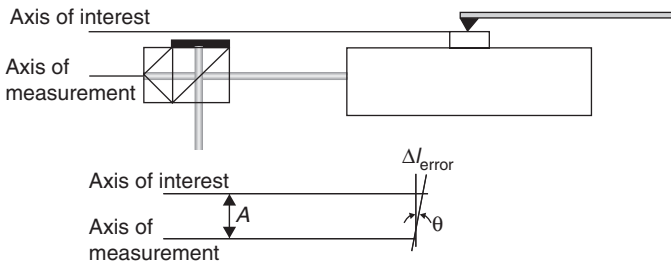 Axis of interest
Axis of
measurement
Δl_error
Axis of interest
A
θ
Axis of
measurement